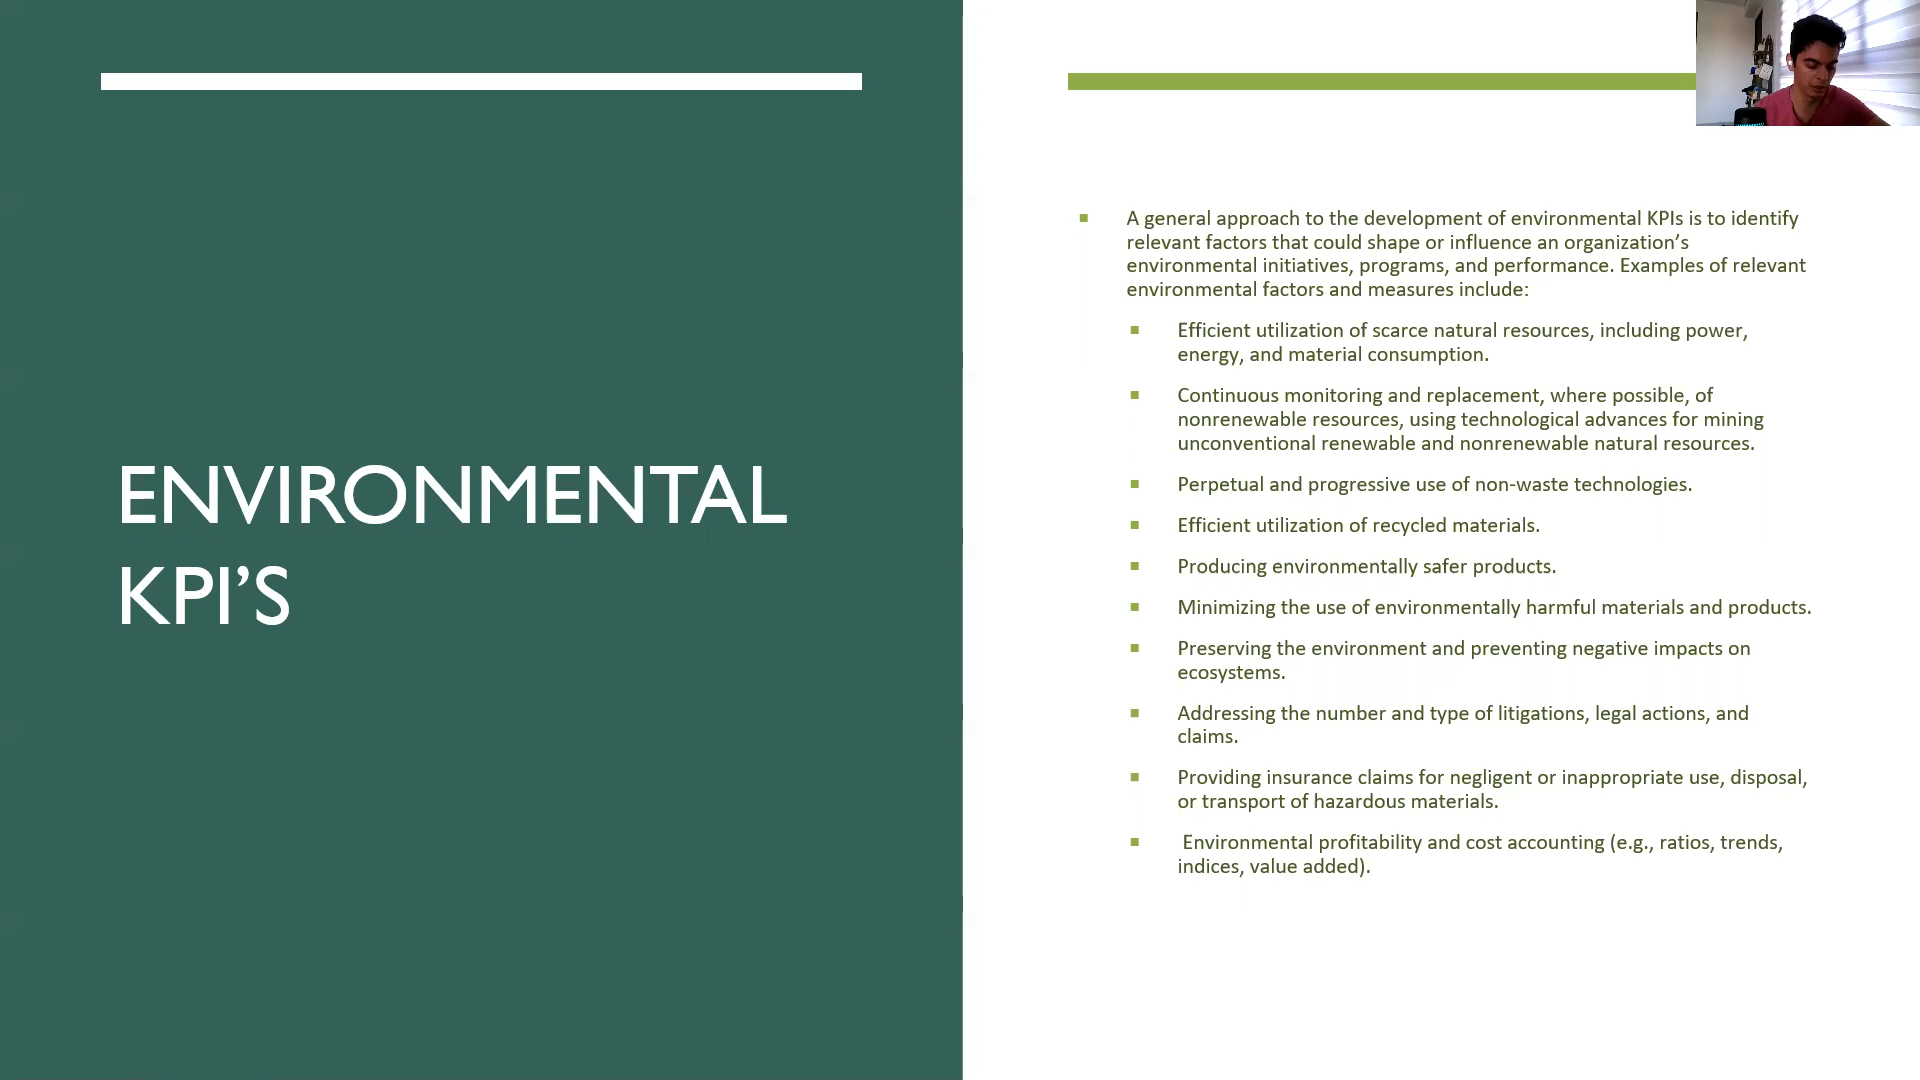 ENVIRONMENTAL
KPI’S
A general approach to the development of environmental KPIs is to identify
relevant factors that could shape or influence an organization’s
environmental initiatives, programs, and performance. Examples of relevant
environmental factors and measures include:
Efficient utilization of scarce natural resources, including power,
energy, and material consumption.
Continuous monitoring and replacement, where possible, of
nonrenewable resources, using technological advances for mining
unconventional renewable and nonrenewable natural resources.
Perpetual and progressive use of non-waste technologies.
Efficient utilization of recycled materials.
Producing environmentally safer products.
Minimizing the use of environmentally harmful materials and products.
Preserving the environment and preventing negative impacts on
ecosystems.
Addressing the number and type of litigations, legal actions, and
claims.
Providing insurance claims for negligent or inappropriate use, disposal,
or transport of hazardous materials.
Environmental profitability and cost accounting (e.g., ratios, trends,
indices, value added).